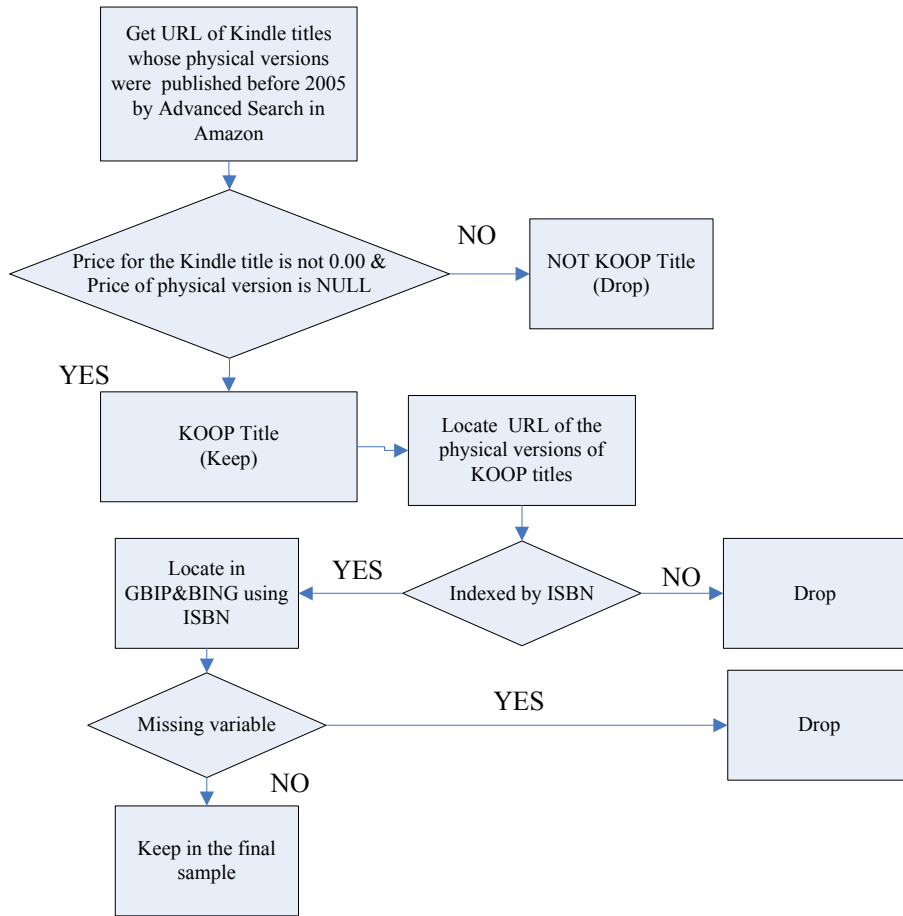 Get URL of Kindle titles
whose physical versions
were published before 2005
by Advanced Search in
Amazon
Price for the Kindle title is not 0.00 &
Price of physical version is NULL
NO
NOT KOOP Title
(Drop)
YES
KOOP Title
(Keep)
Locate URL of the
physical versions of
KOOP titles
Indexed by ISBN
YES
Locate in
GBIP&BING using
ISBN
NO
Drop
Missing variable
YES
Drop
NO
Keep in the final
sample